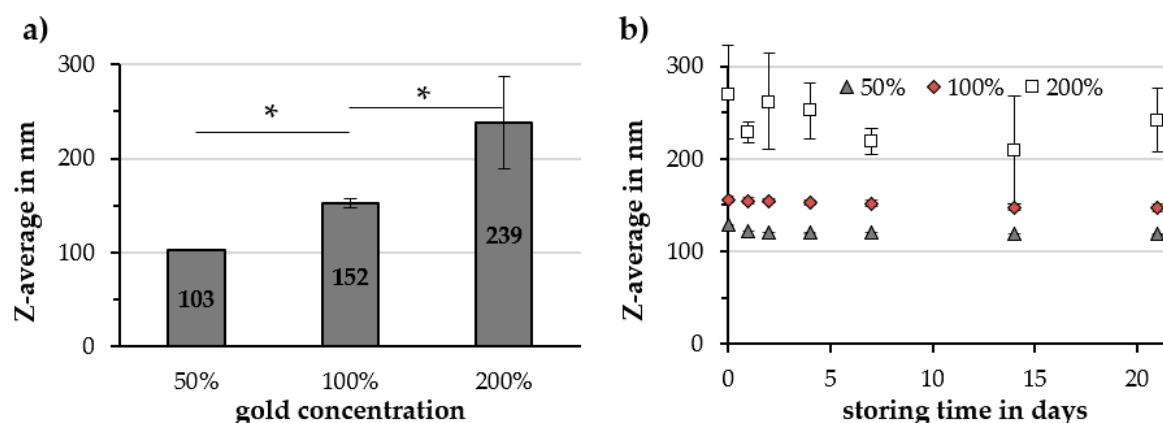 a)
Z-average in nm
300
200
100
0
*
*
103
152
239
50% 100% 200%
gold concentration
b)
Z-average in nm
300
200
100
0
50% 100% 200%
0 5 10 15 20
storing time in days